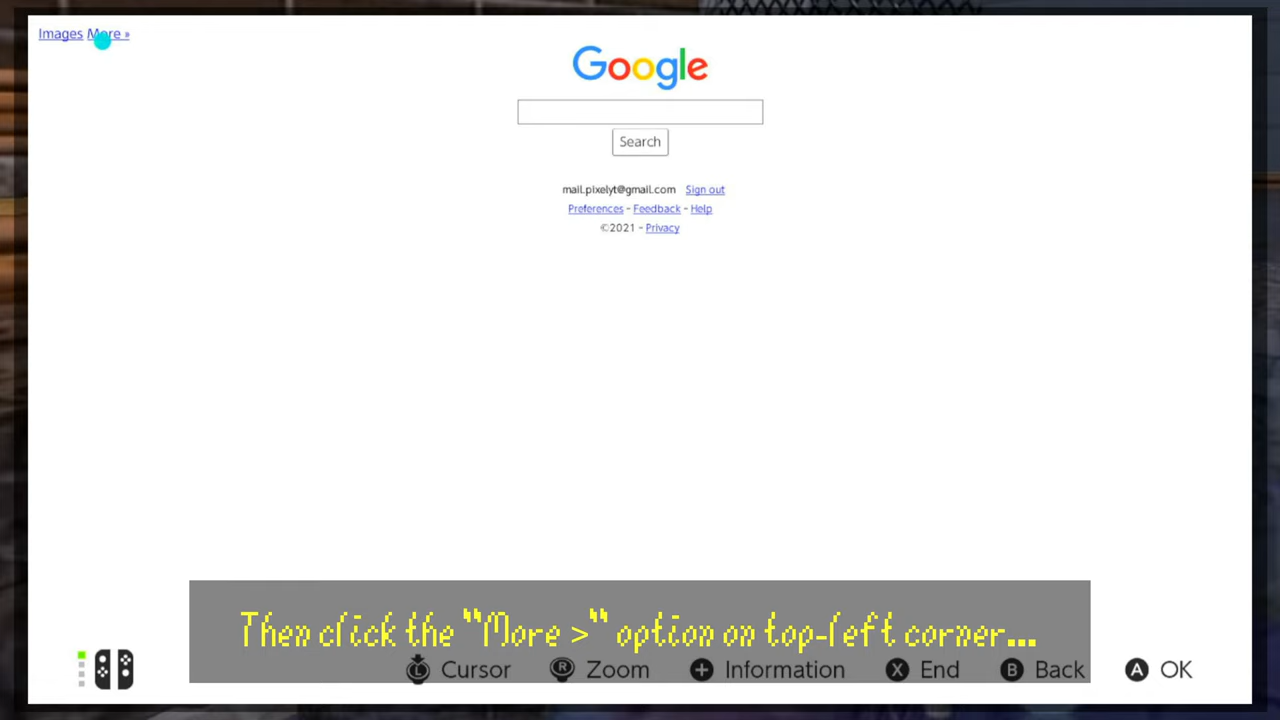 Images More »
Google
Search
mail.pixelyt@gmail.com Sign out
Preferences - Feedback - Help
©2021 - Privacy
Then click the "More >" option on top-left corner...
L Cursor R Zoom + Information X End B Back A OK